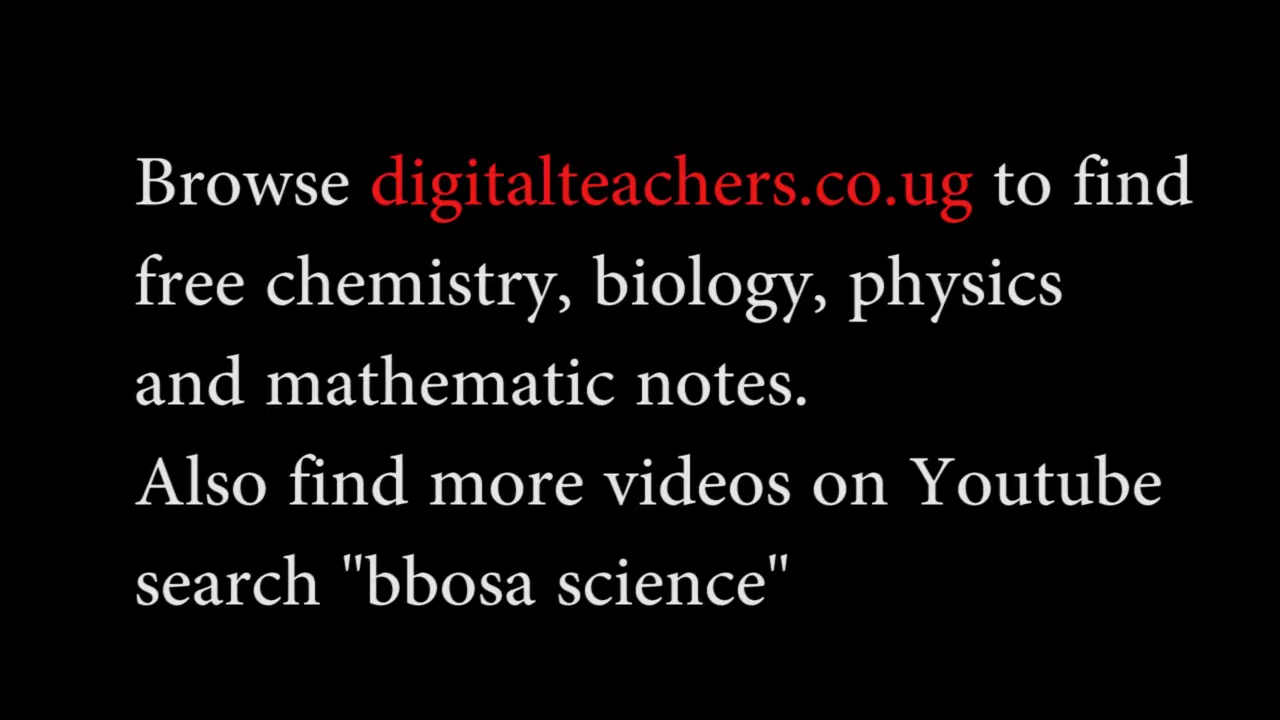 Browse digitalteachers.co.ug to find
free chemistry, biology, physics
and mathematic notes.
Also find more videos on Youtube
search "bbosa science"